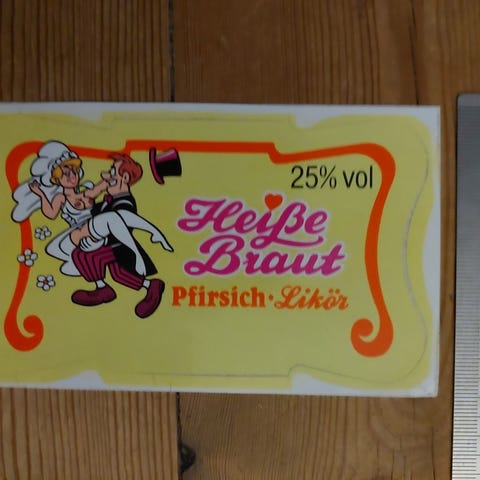 25% vol
Heiße
Braut
Pfirsich·Likör